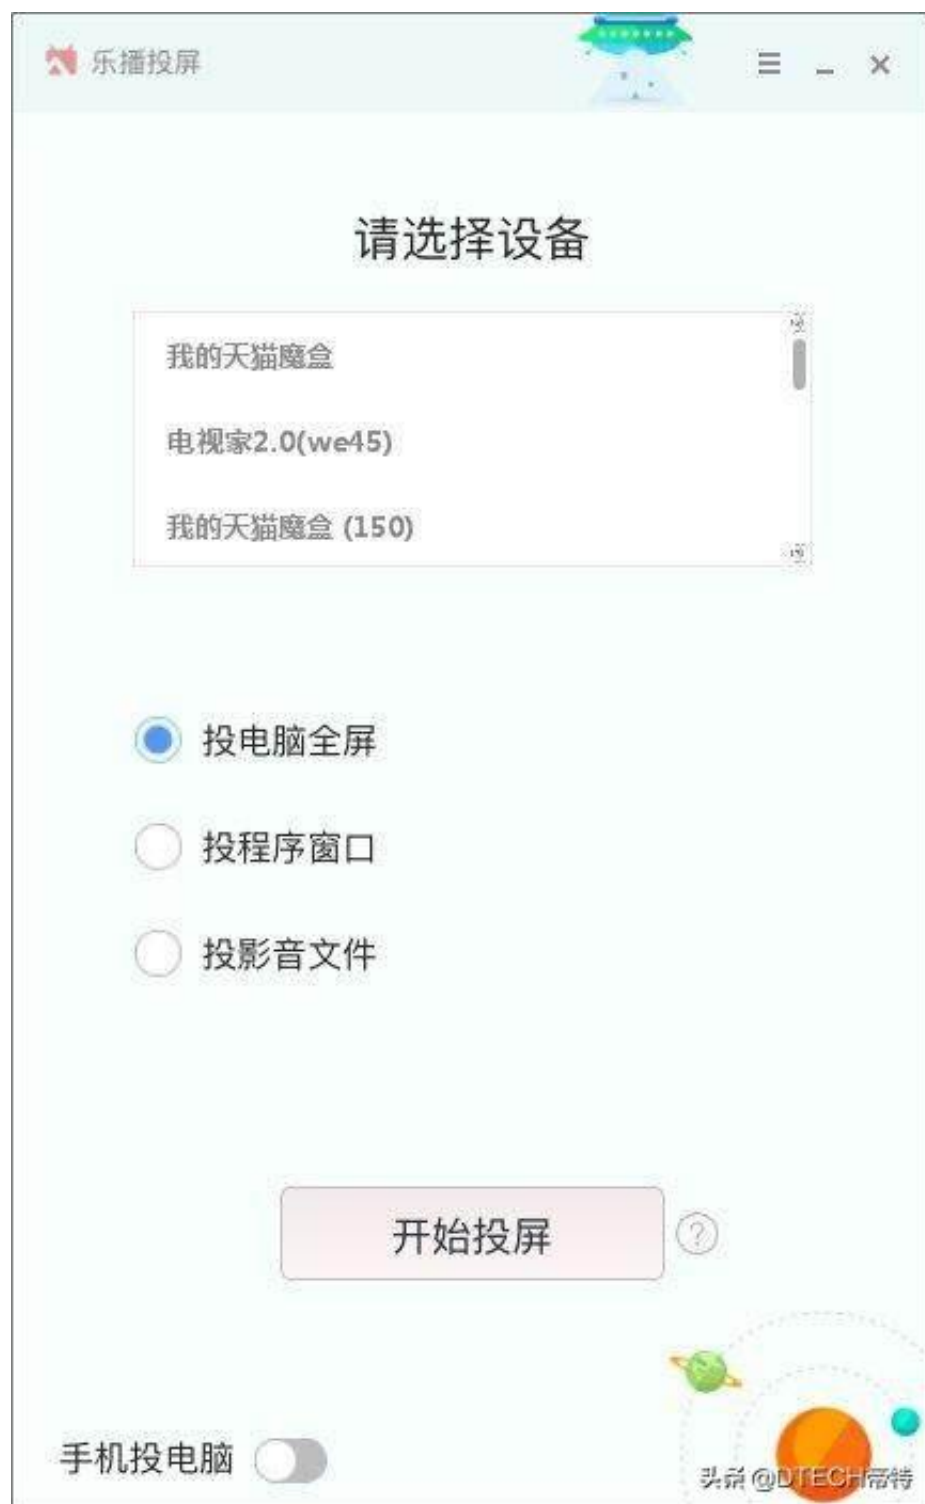 乐播投屏
请选择设备
我的天猫魔盒
电视家2.0(we45)
我的天猫魔盒 (150)
投电脑全屏
投程序窗口
投影音文件
开始投屏
?
手机投电脑
头条 @DTECH帝特